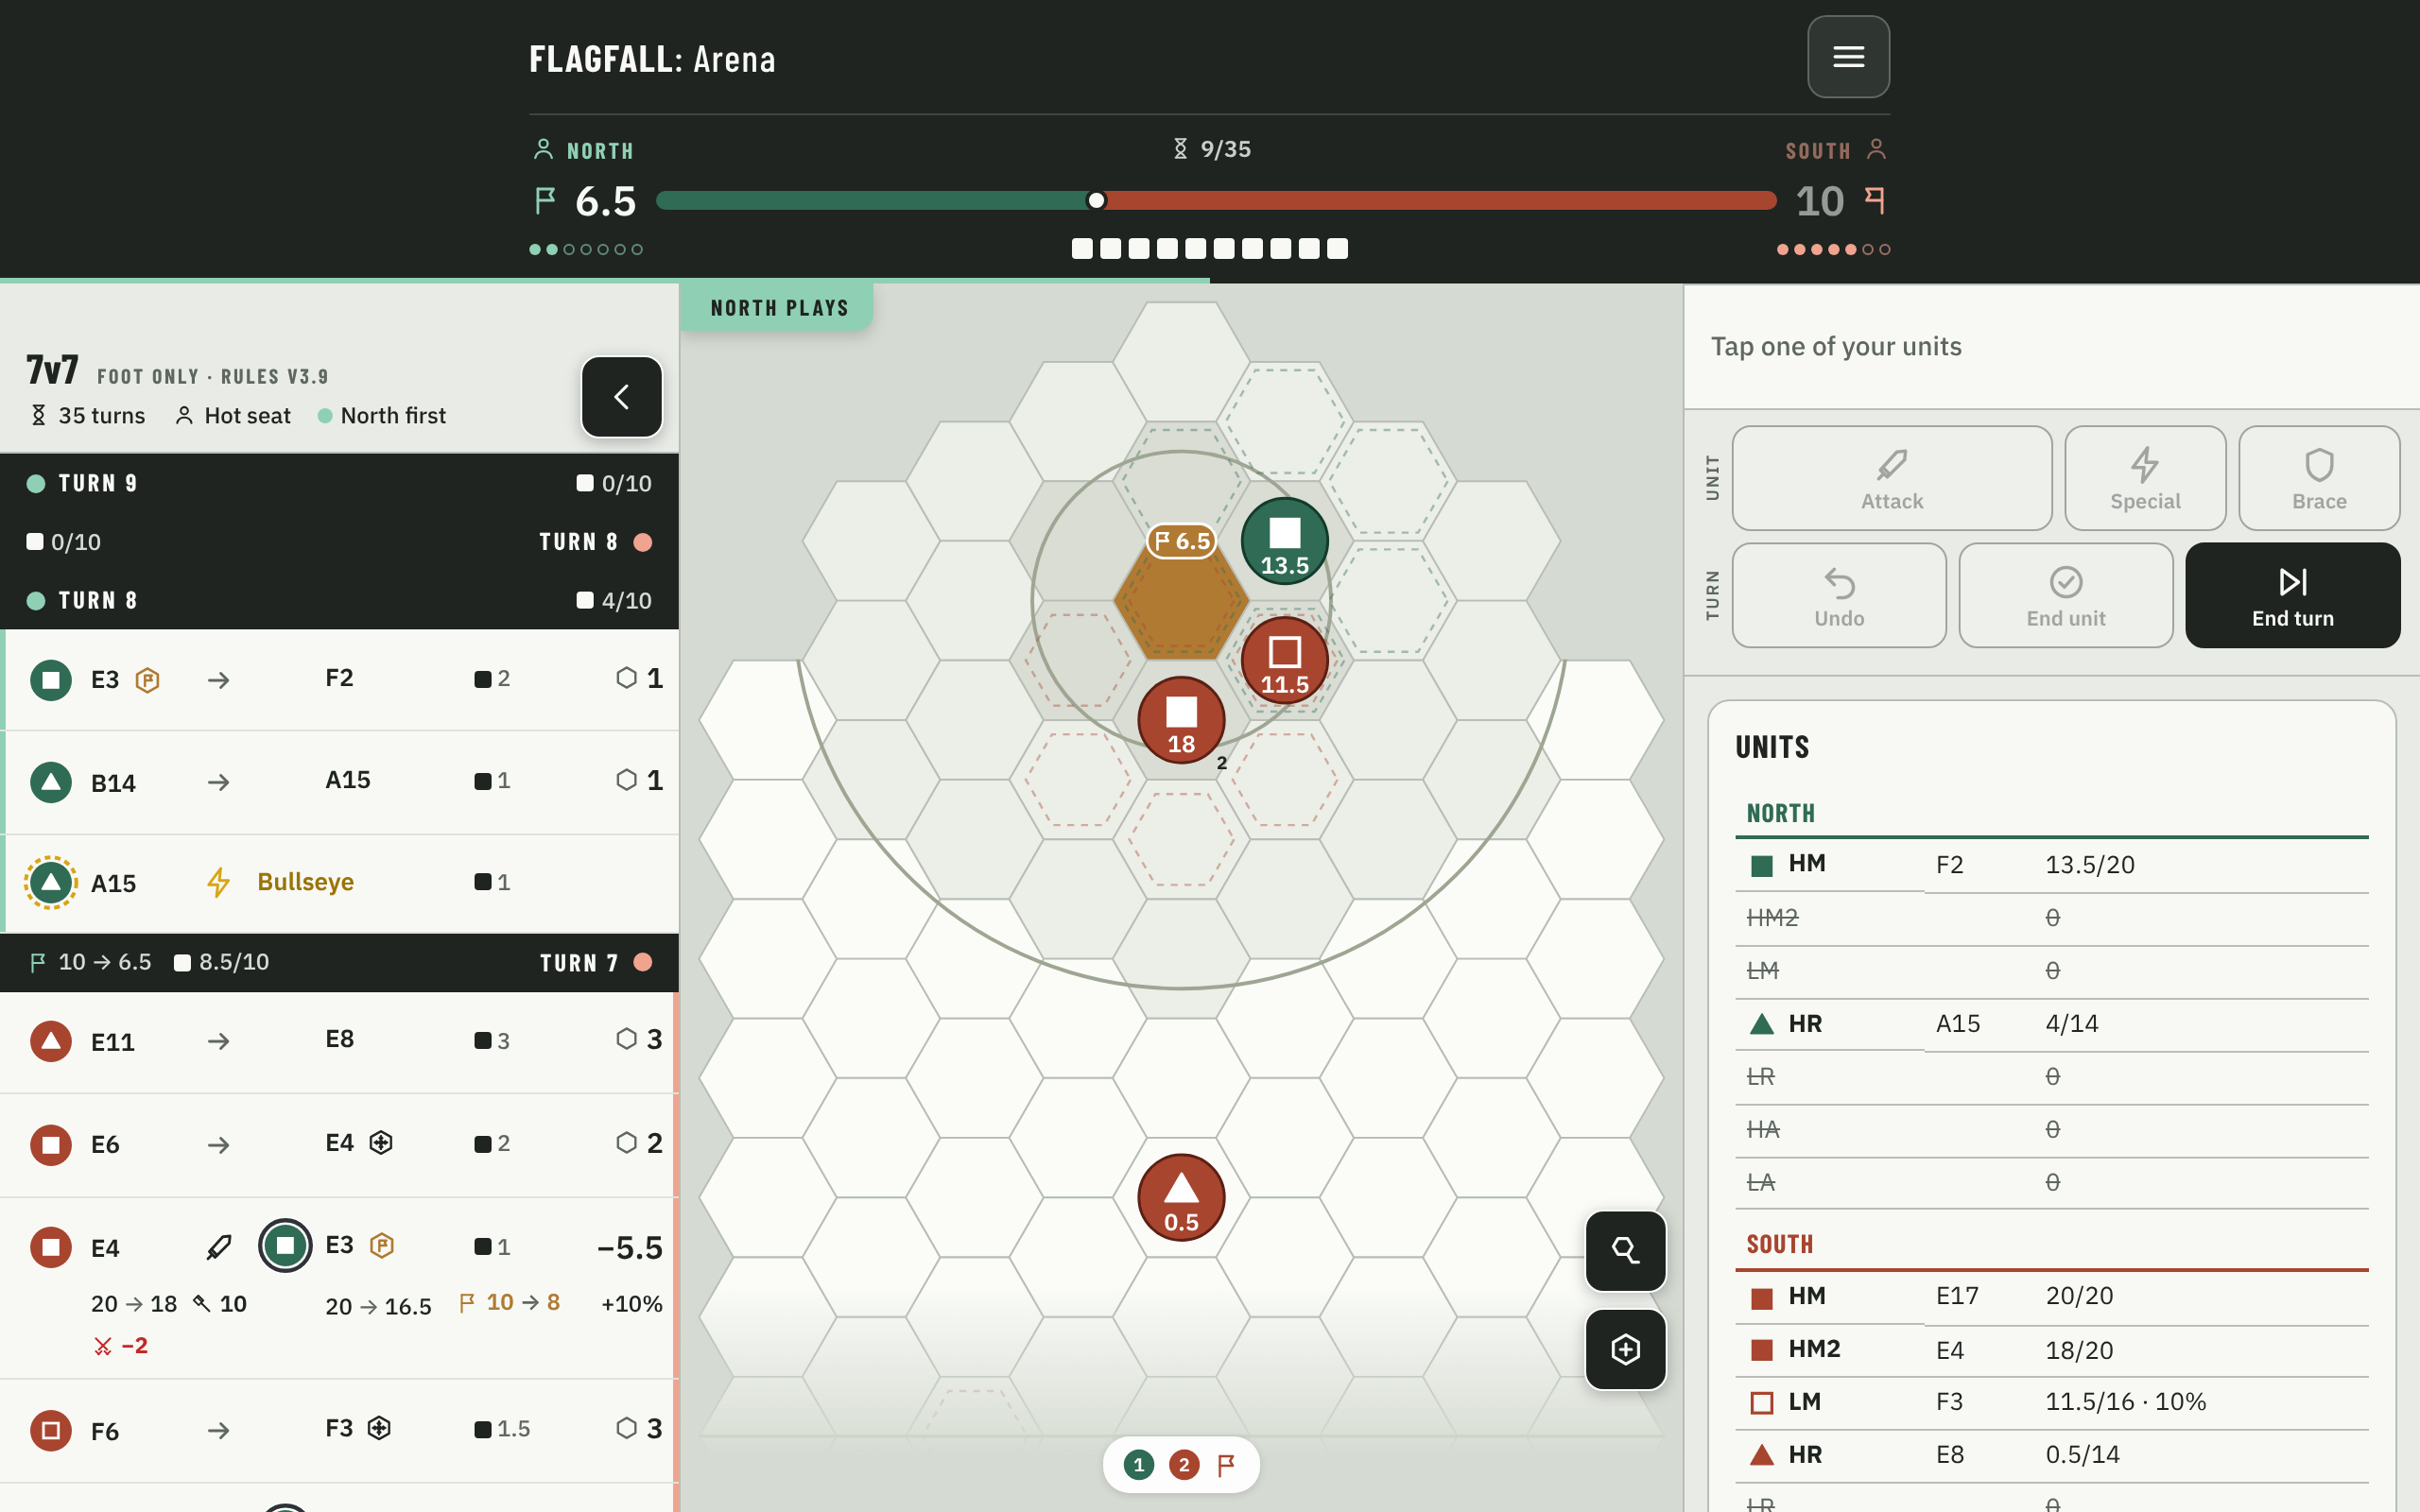 FLAGFALL: Arena
NORTH
9/35
SOUTH
6.5
10
NORTH PLAYS
7v7 FOOT ONLY · RULES V3.9
35 turns Hot seat North first
TURN 9 0/10
0/10 TURN 8
TURN 8 4/10
E3 → F2 2 1
B14 → A15 1 1
A15 Bullseye 1
10 → 6.5 8.5/10 TURN 7
E11 → E8 3 3
E6 → E4 2 2
E4 E3 1 −5.5
20 → 18 10 20 → 16.5 10 → 8 +10%
−2
F6 → F3 1.5 3
6.5
13.5
11.5
18
2
0.5
1 2
Tap one of your units
UNIT
Attack
Special
Brace
TURN
Undo
End unit
End turn
UNITS
NORTH
HM F2 13.5/20
HM2 0
LM 0
HR A15 4/14
LR 0
HA 0
LA 0
SOUTH
HM E17 20/20
HM2 E4 18/20
LM F3 11.5/16 · 10%
HR E8 0.5/14
LR 0